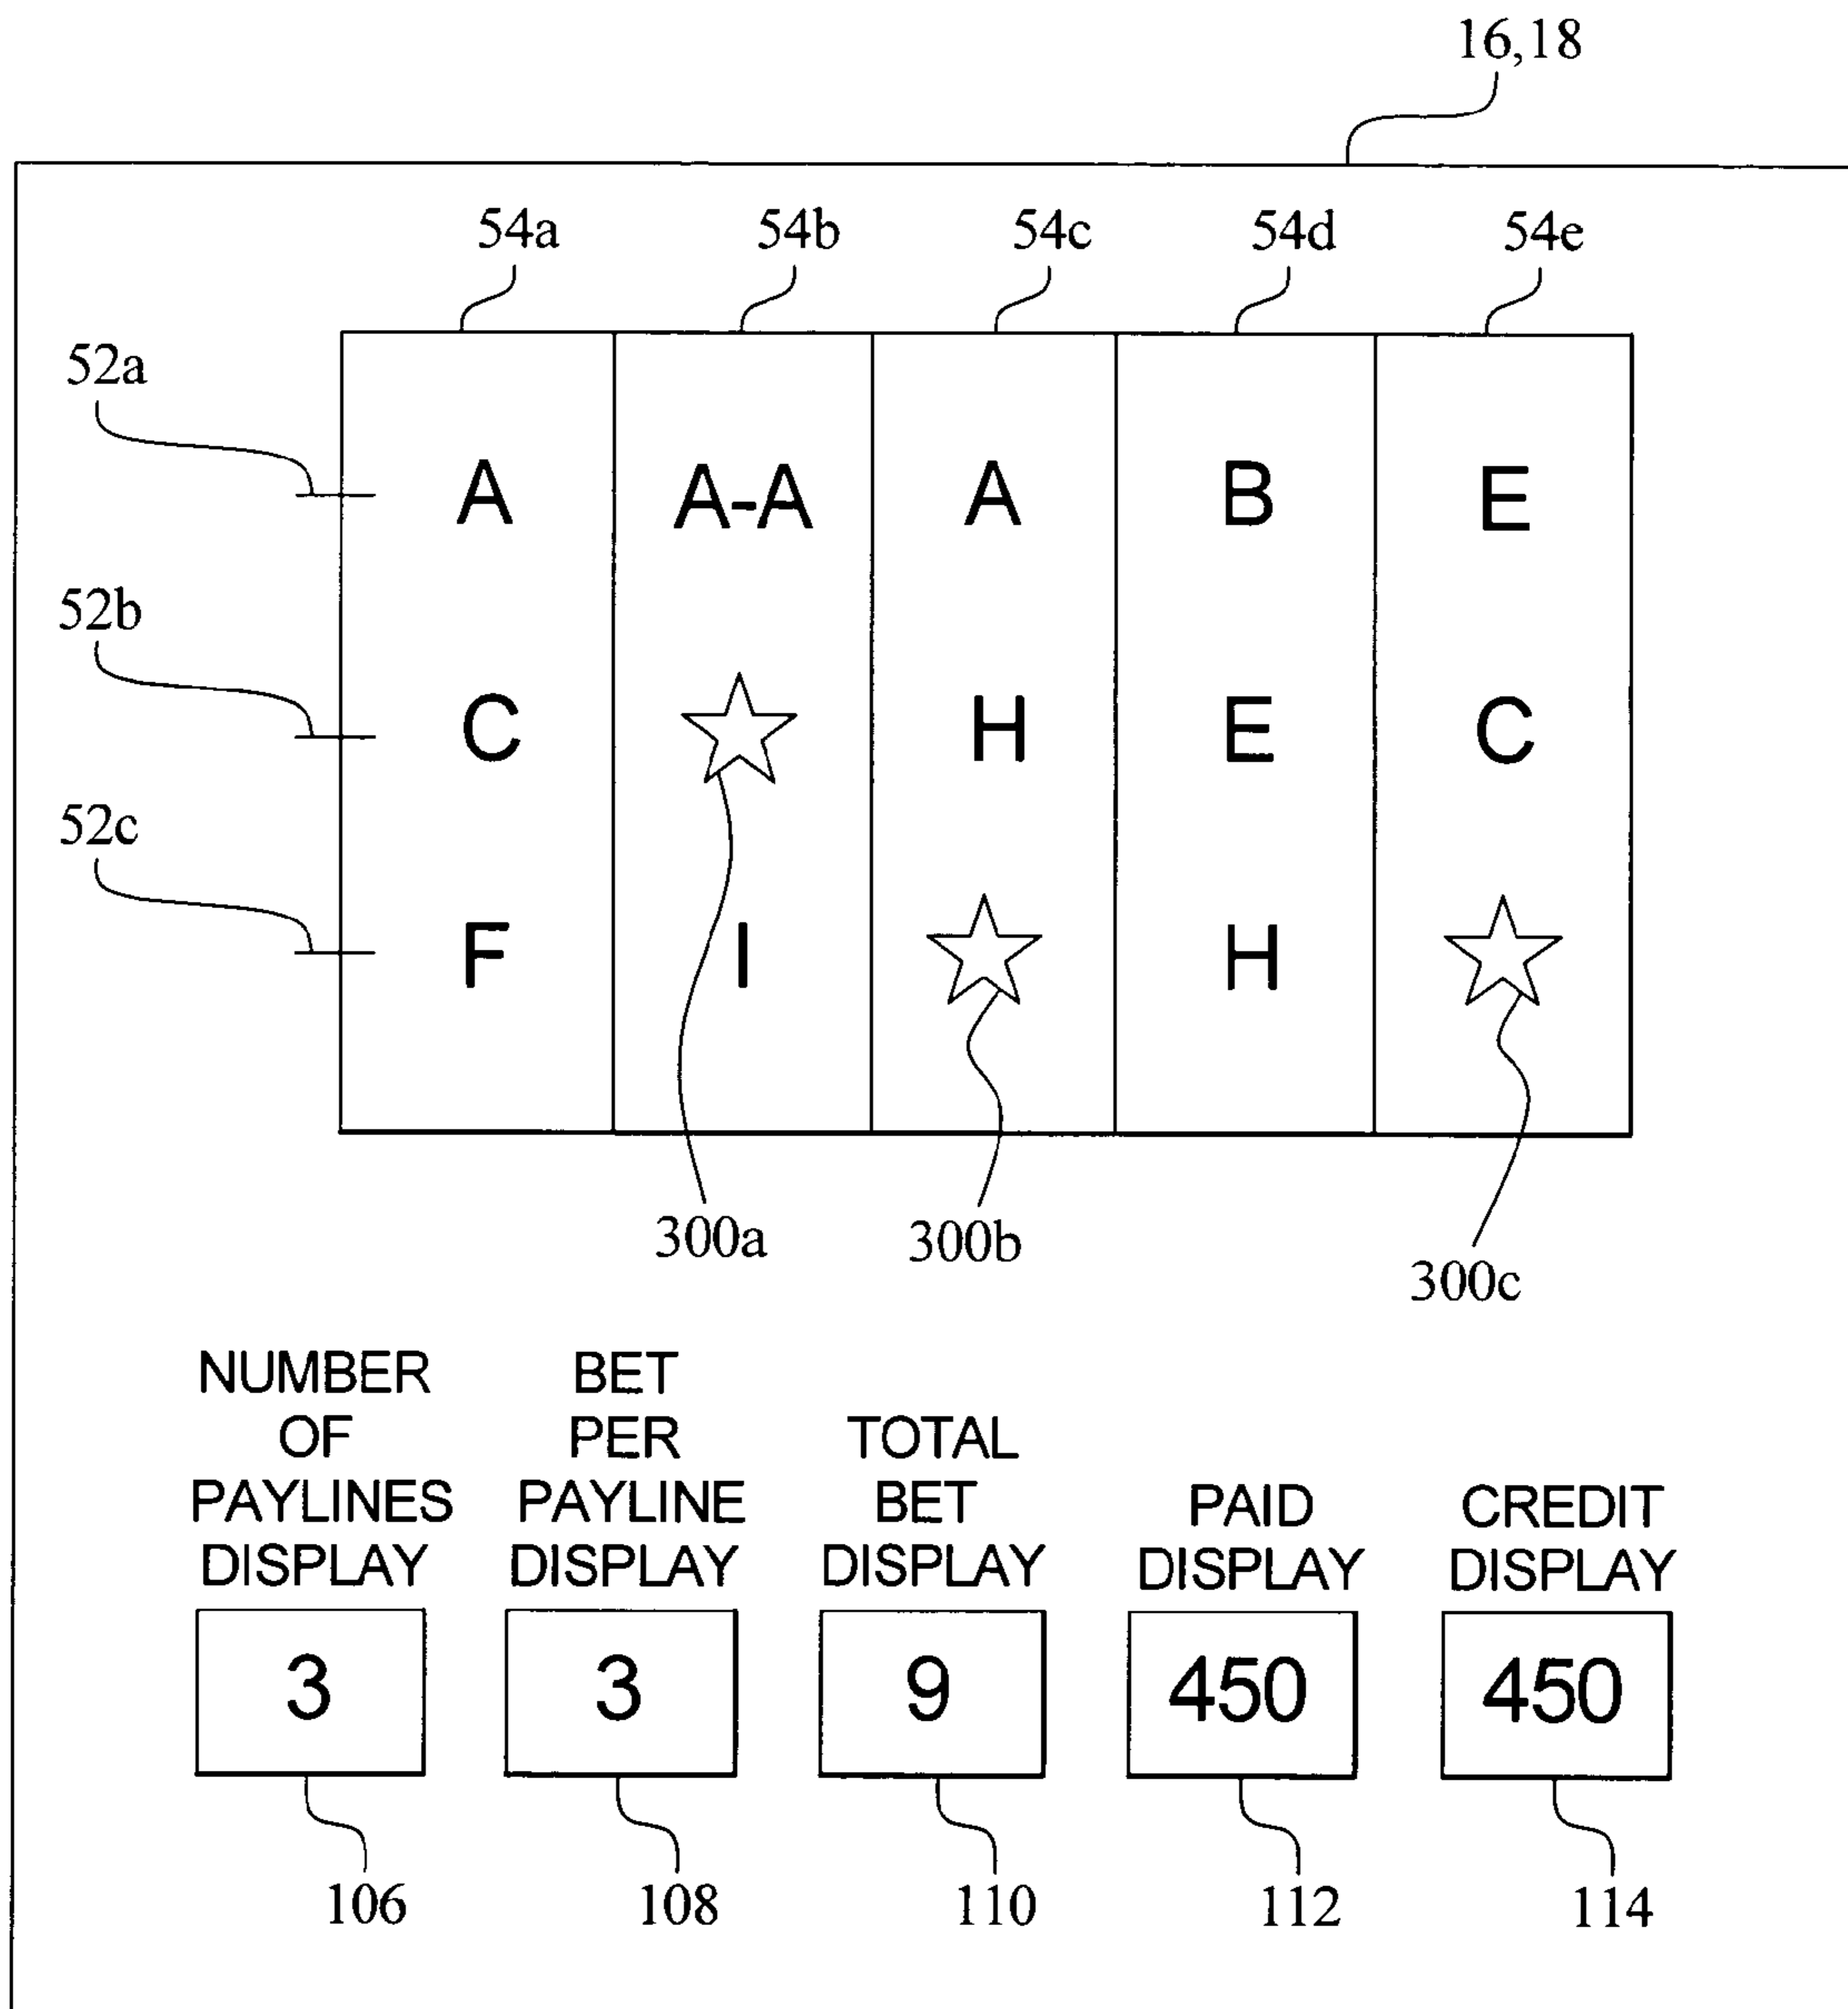 16,18
54a 54b 54c 54d 54e
52a
A A-A A B E
52b
C H E C
52c
F I H
300a 300b 300c
NUMBER OF PAYLINES DISPLAY
BET PER PAYLINE DISPLAY
TOTAL BET DISPLAY
PAID DISPLAY
CREDIT DISPLAY
3 3 9 450 450
106 108 110 112 114